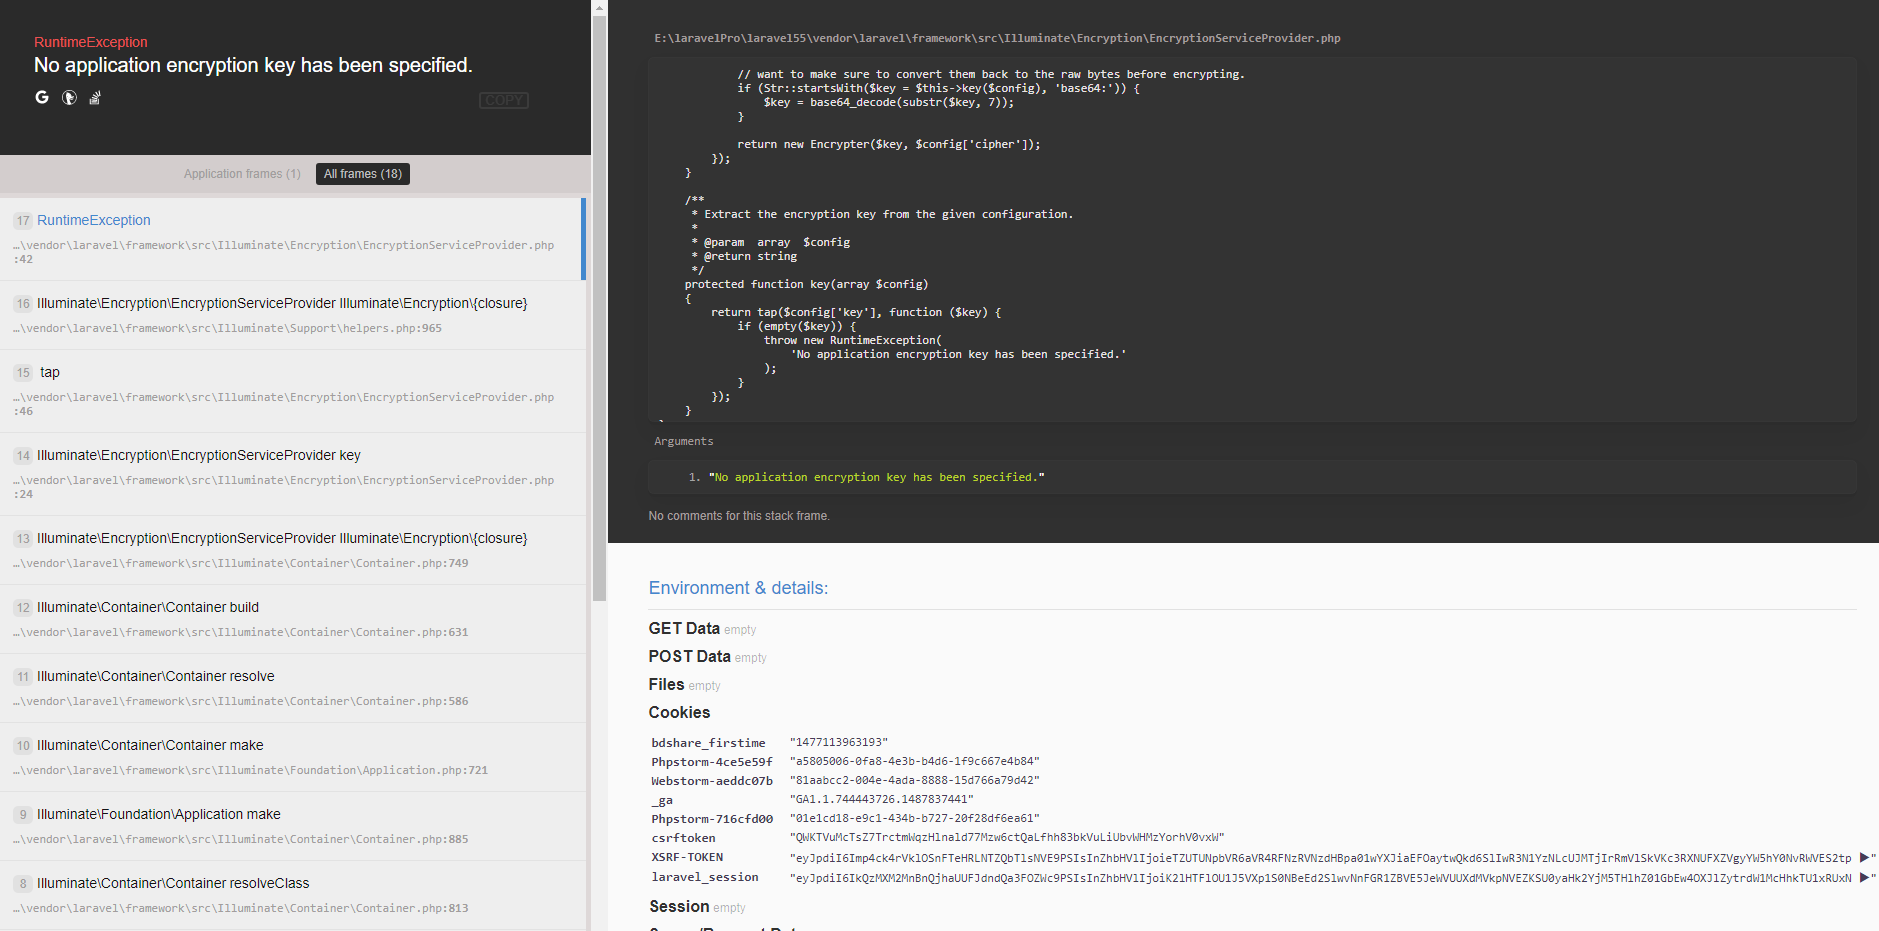 RuntimeException
No application encryption key has been specified.
COPY
Application frames (1) All frames (18)
17 RuntimeException
…\vendor\laravel\framework\src\Illuminate\Encryption\EncryptionServiceProvider.php
:42
16 Illuminate\Encryption\EncryptionServiceProvider Illuminate\Encryption\{closure}
…\vendor\laravel\framework\src\Illuminate\Support\helpers.php:965
15 tap
…\vendor\laravel\framework\src\Illuminate\Encryption\EncryptionServiceProvider.php
:46
14 Illuminate\Encryption\EncryptionServiceProvider key
…\vendor\laravel\framework\src\Illuminate\Encryption\EncryptionServiceProvider.php
:24
13 Illuminate\Encryption\EncryptionServiceProvider Illuminate\Encryption\{closure}
…\vendor\laravel\framework\src\Illuminate\Container\Container.php:749
12 Illuminate\Container\Container build
…\vendor\laravel\framework\src\Illuminate\Container\Container.php:631
11 Illuminate\Container\Container resolve
…\vendor\laravel\framework\src\Illuminate\Container\Container.php:586
10 Illuminate\Container\Container make
…\vendor\laravel\framework\src\Illuminate\Foundation\Application.php:721
9 Illuminate\Foundation\Application make
…\vendor\laravel\framework\src\Illuminate\Container\Container.php:885
8 Illuminate\Container\Container resolveClass
…\vendor\laravel\framework\src\Illuminate\Container\Container.php:813
E:\laravelPro\laravel55\vendor\laravel\framework\src\Illuminate\Encryption\EncryptionServiceProvider.php
// want to make sure to convert them back to the raw bytes before encrypting.
if (Str::startsWith($key = $this->key($config), 'base64:')) {
$key = base64_decode(substr($key, 7));
}
return new Encrypter($key, $config['cipher']);
});
}
/**
* Extract the encryption key from the given configuration.
*
* @param  array  $config
* @return string
*/
protected function key(array $config)
{
return tap($config['key'], function ($key) {
if (empty($key)) {
throw new RuntimeException(
'No application encryption key has been specified.'
);
}
});
}
Arguments
1. "No application encryption key has been specified."
No comments for this stack frame.
Environment & details:
GET Data empty
POST Data empty
Files empty
Cookies
bdshare_firstime "1477113963193"
Phpstorm-4ce5e59f "a5805006-0fa8-4e3b-b4d6-1f9c667e4b84"
Webstorm-aeddc07b "81aabcc2-004e-4ada-8888-15d766a79d42"
_ga "GA1.1.744443726.1487837441"
Phpstorm-716cfd00 "01e1cd18-e9c1-434b-b727-20f28df6ea61"
csrftoken
XSRF-TOKEN
laravel_session
Session empty